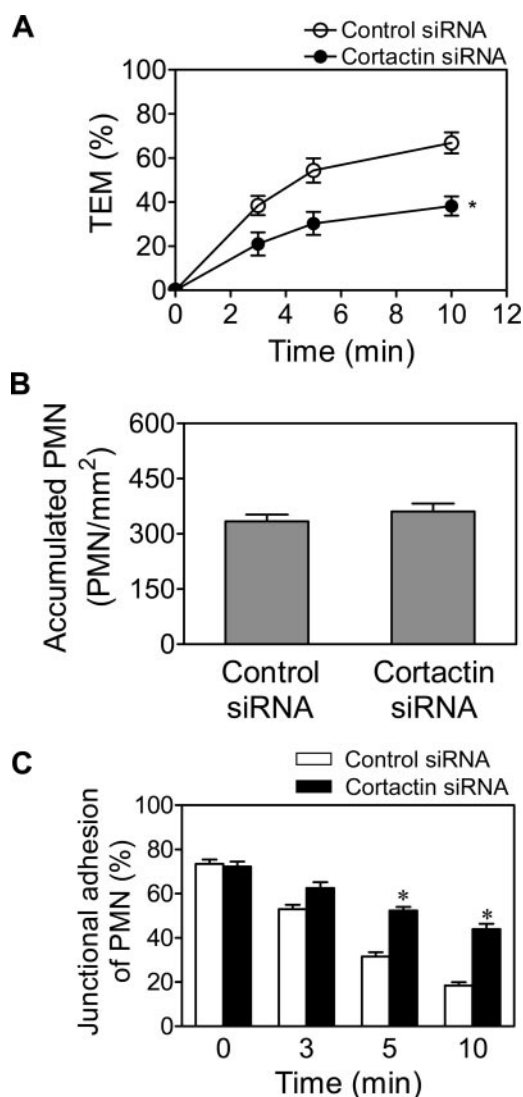 A
Control siRNA
Cortactin siRNA
100
80
60
40
20
0
TEM (%)
*
0 2 4 6 8 10 12
Time (min)
B
600
450
300
150
0
Accumulated PMN
(PMN/mm²)
Control
siRNA
Cortactin
siRNA
C
Control siRNA
Cortactin siRNA
100
80
60
40
20
0
Junctional adhesion
of PMN (%)
* *
0 3 5 10
Time (min)